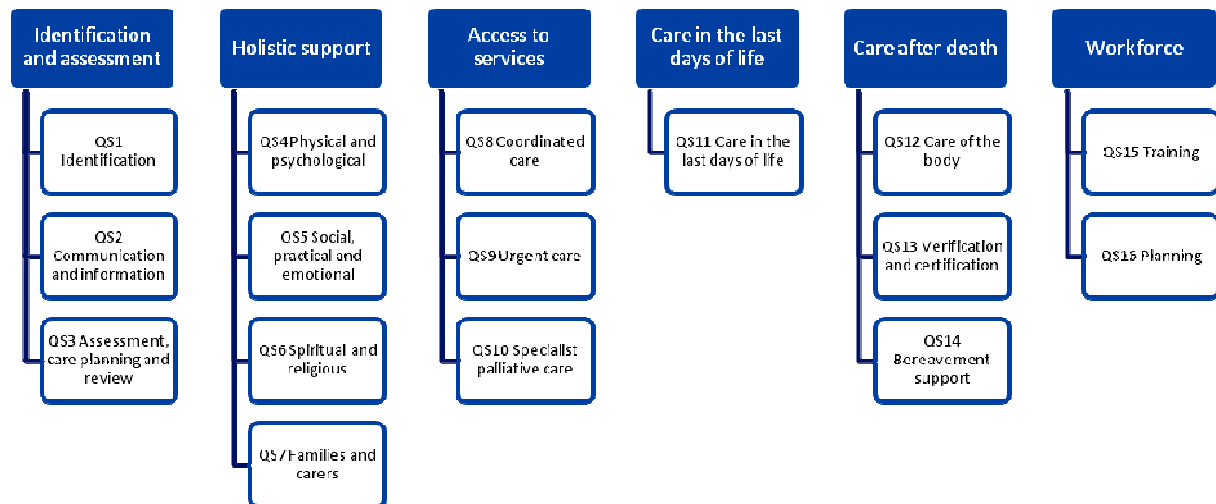 Identification
and assessment
QS1
Identification
QS2
Communication
and information
QS3 Assessment,
care planning and
review
Holistic support
QS4 Physical and
psychological
QS5 Social,
practical and
emotional
QS6 Spiritual and
religious
QS7 Families and
carers
Access to
services
QS8 Coordinated
care
QS9 Urgent care
QS10 Specialist
palliative care
Care in the last
days of life
QS11 Care in the
last days of life
Care after death
QS12 Care of the
body
QS13 Verification
and certification
QS14
Bereavement
support
Workforce
QS15 Training
QS16 Planning